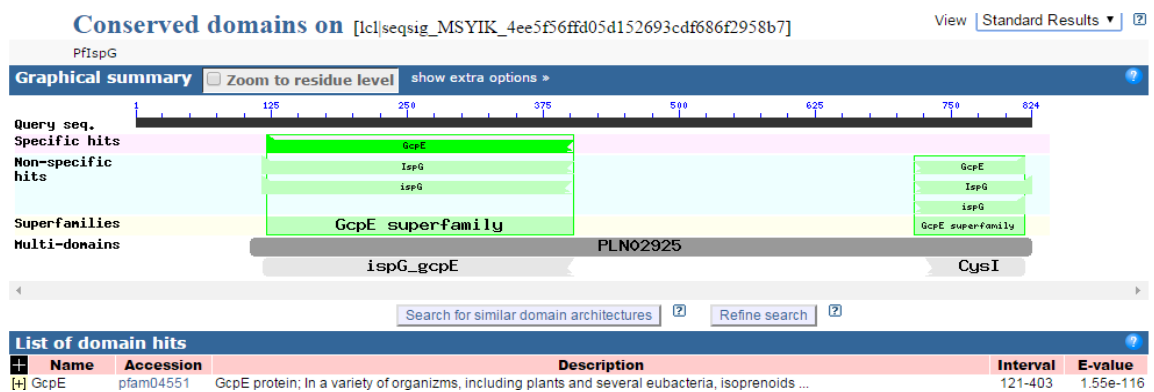 Conserved domains on [lcl|seqsig_MSYIK_4ee5f56ffd05d152693cdf686f2958b7] View Standard Results ▼ ?
PfIspG
Graphical summary Zoom to residue level show extra options » ?
1 125 250 375 500 625 750 824
Query seq.
Specific hits GcpE
Non-specific hits IspG GcpE
ispG IspG
ispG
Superfamilies GcpE superfamily GcpE superfamily
Multi-domains PLN02925
ispG_gcpE CysI
Search for similar domain architectures ? Refine search ?
List of domain hits ?
+ Name Accession Description Interval E-value
[+] GcpE pfam04551 GcpE protein; In a variety of organizms, including plants and several eubacteria, isoprenoids ... 121-403 1.55e-116